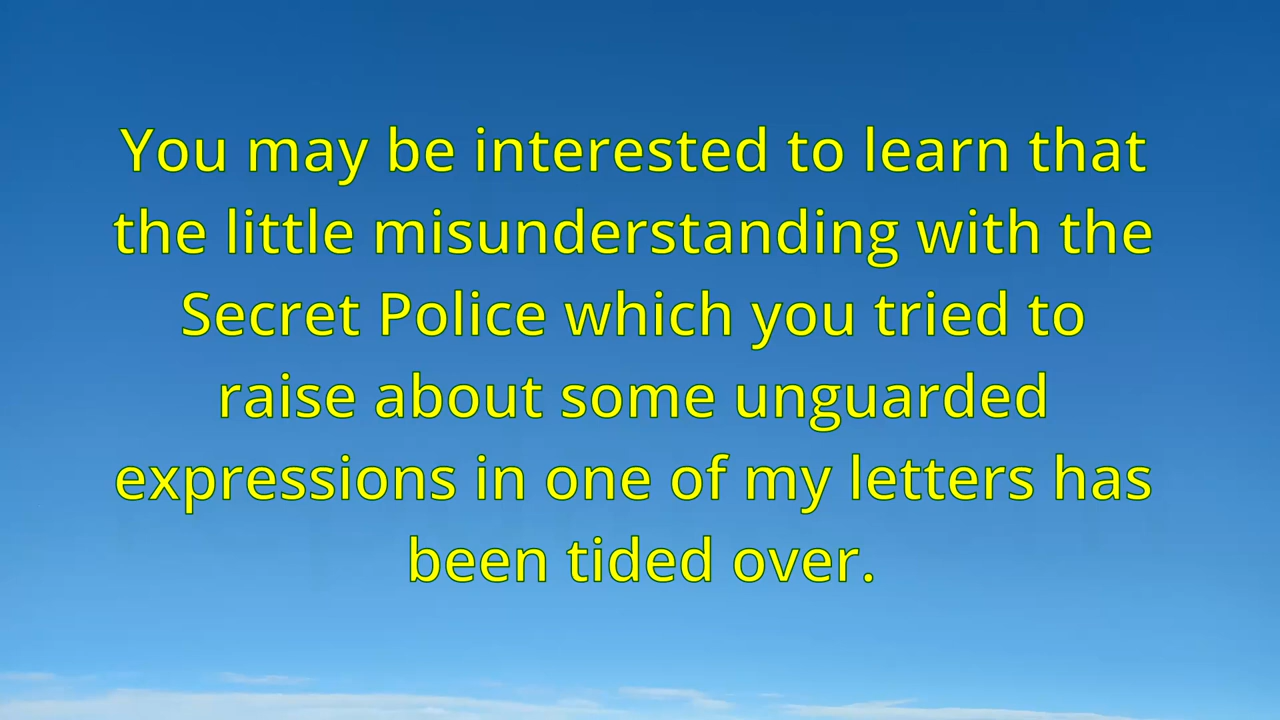 You may be interested to learn that
the little misunderstanding with the
Secret Police which you tried to
raise about some unguarded
expressions in one of my letters has
been tided over.